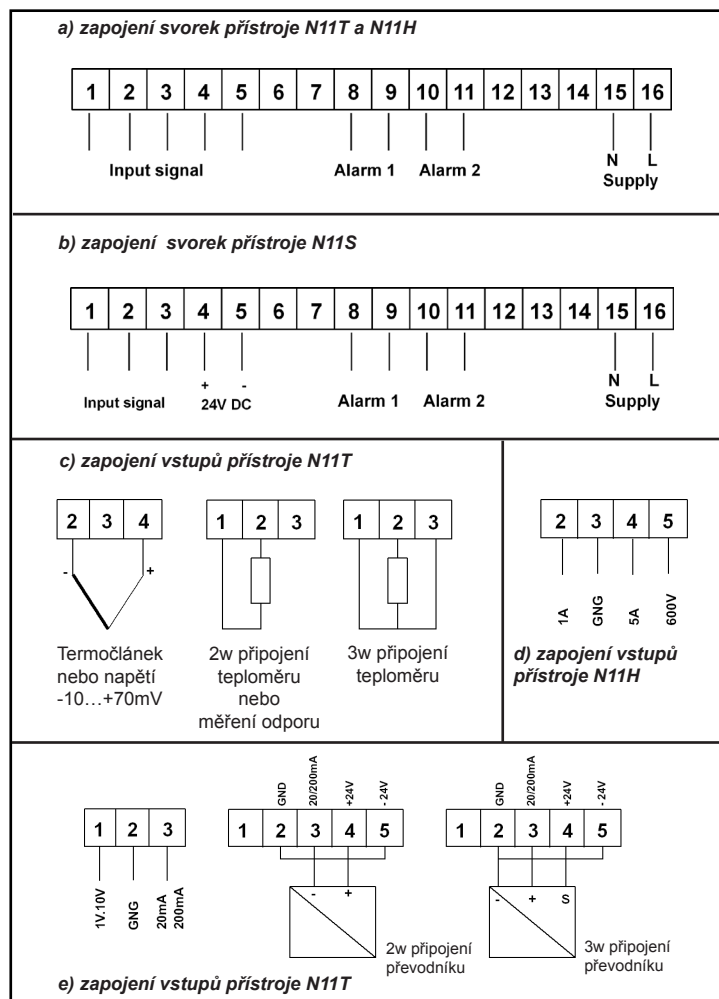 a) zapojení svorek přístroje N11T a N11H
1 2 3 4 5 6 7 8 9 10 11 12 13 14 15 16
Input signal Alarm 1 Alarm 2 N L
Supply
b) zapojení svorek přístroje N11S
1 2 3 4 5 6 7 8 9 10 11 12 13 14 15 16
+ - N L
Input signal 24V DC Alarm 1 Alarm 2 Supply
c) zapojení vstupů přístroje N11T
2 3 4
- +
Termočlánek
nebo napětí
-10…+70mV
1 2 3
2w připojení
teploměru
nebo
měření odporu
1 2 3
3w připojení
teploměru
2 3 4 5
1A GNG 5A 600V
d) zapojení vstupů
přístroje N11H
1 2 3
1V.10V GNG 20mA 200mA
GND 20/200mA +24V - 24V
1 2 3 4 5
- +
2w připojení
převodníku
GND 20/200mA +24V - 24V
1 2 3 4 5
- + S
3w připojení
převodníku
e) zapojení vstupů přístroje N11T